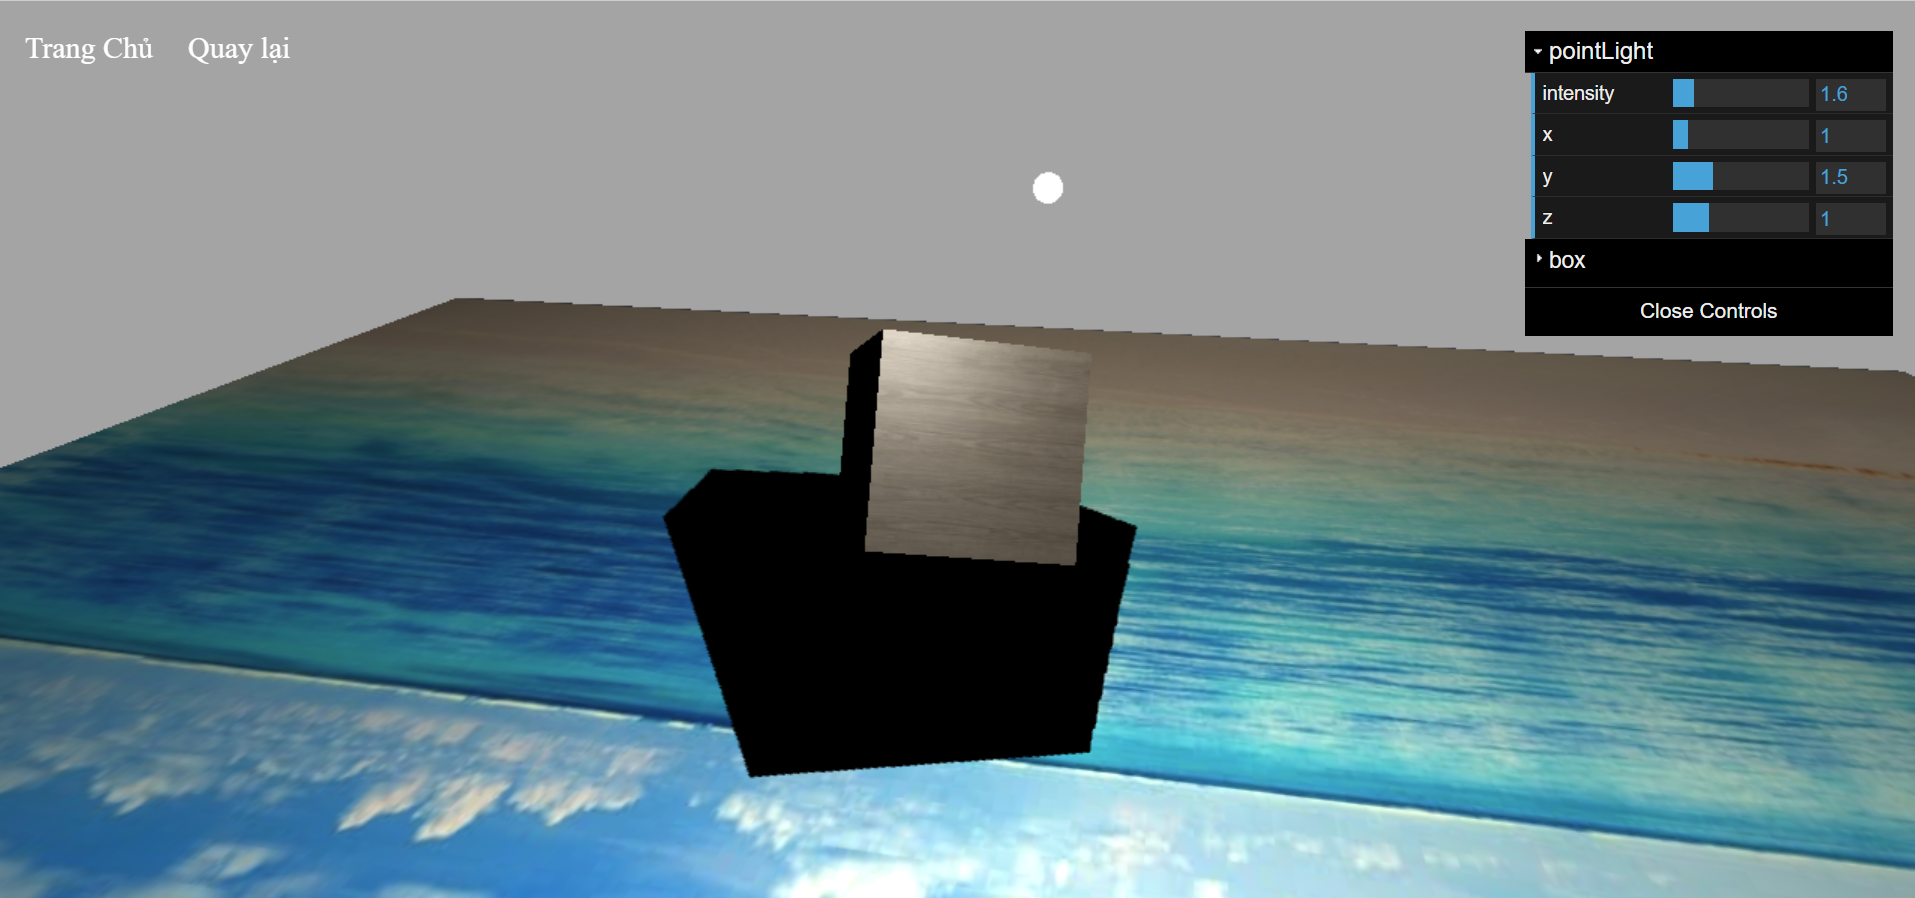 Trang Chủ Quay lại
pointLight
intensity 1.6
x 1
y 1.5
z 1
box
Close Controls